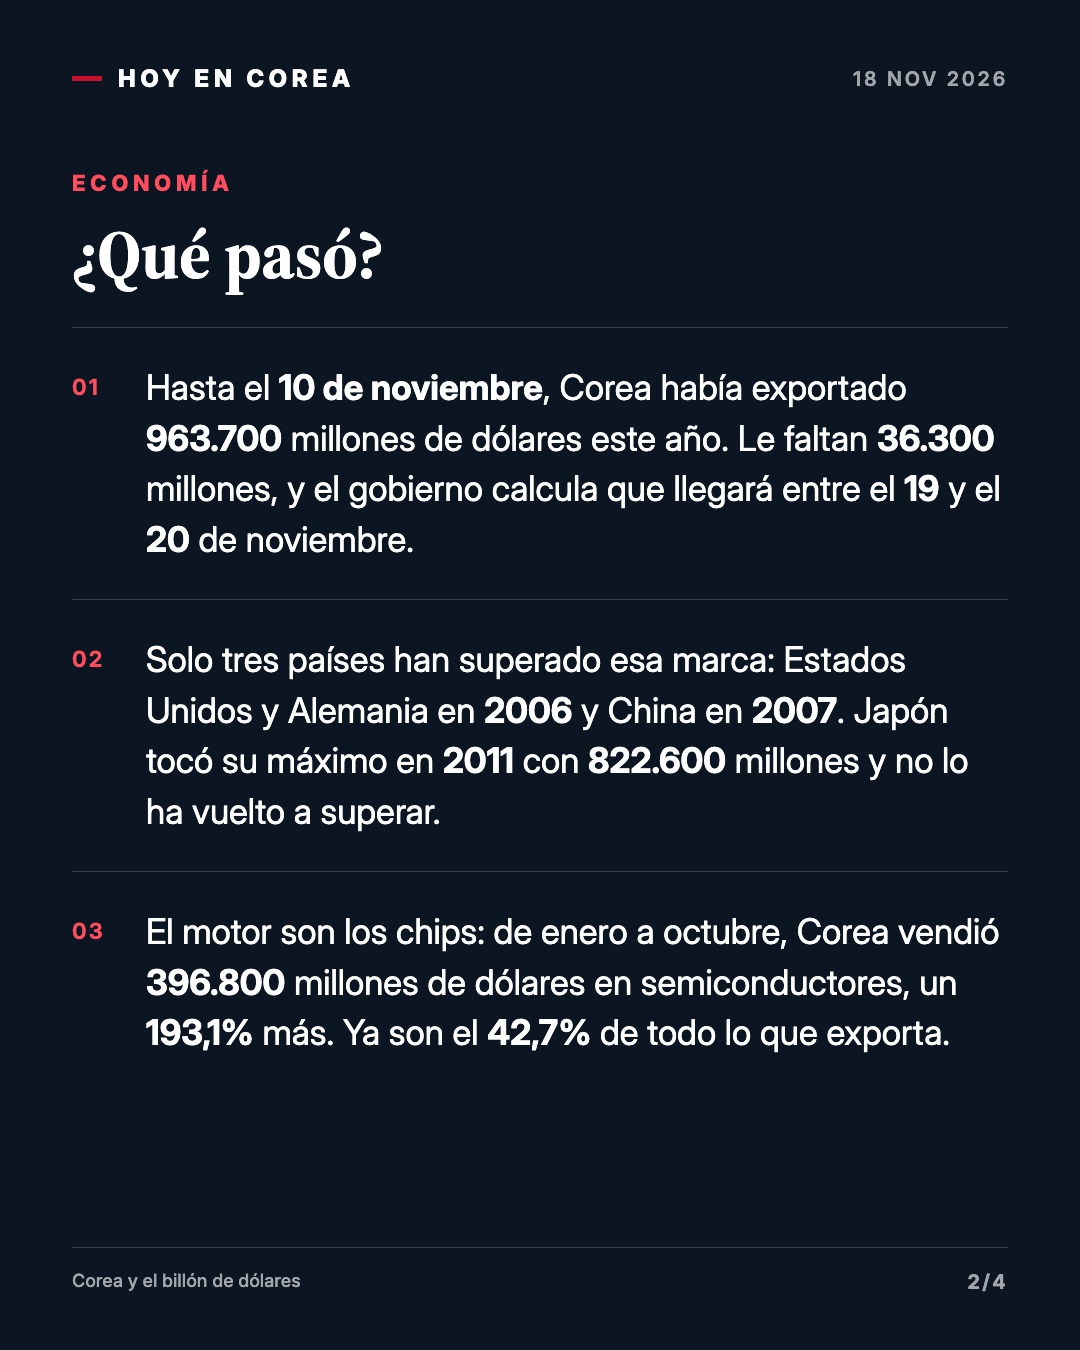 HOY EN COREA
18 NOV 2026
ECONOMÍA
¿Qué pasó?
01
Hasta el 10 de noviembre, Corea había exportado
963.700 millones de dólares este año. Le faltan 36.300
millones, y el gobierno calcula que llegará entre el 19 y el
20 de noviembre.
02
Solo tres países han superado esa marca: Estados
Unidos y Alemania en 2006 y China en 2007. Japón
tocó su máximo en 2011 con 822.600 millones y no lo
ha vuelto a superar.
03
El motor son los chips: de enero a octubre, Corea vendió
396.800 millones de dólares en semiconductores, un
193,1% más. Ya son el 42,7% de todo lo que exporta.
Corea y el billón de dólares
2/4